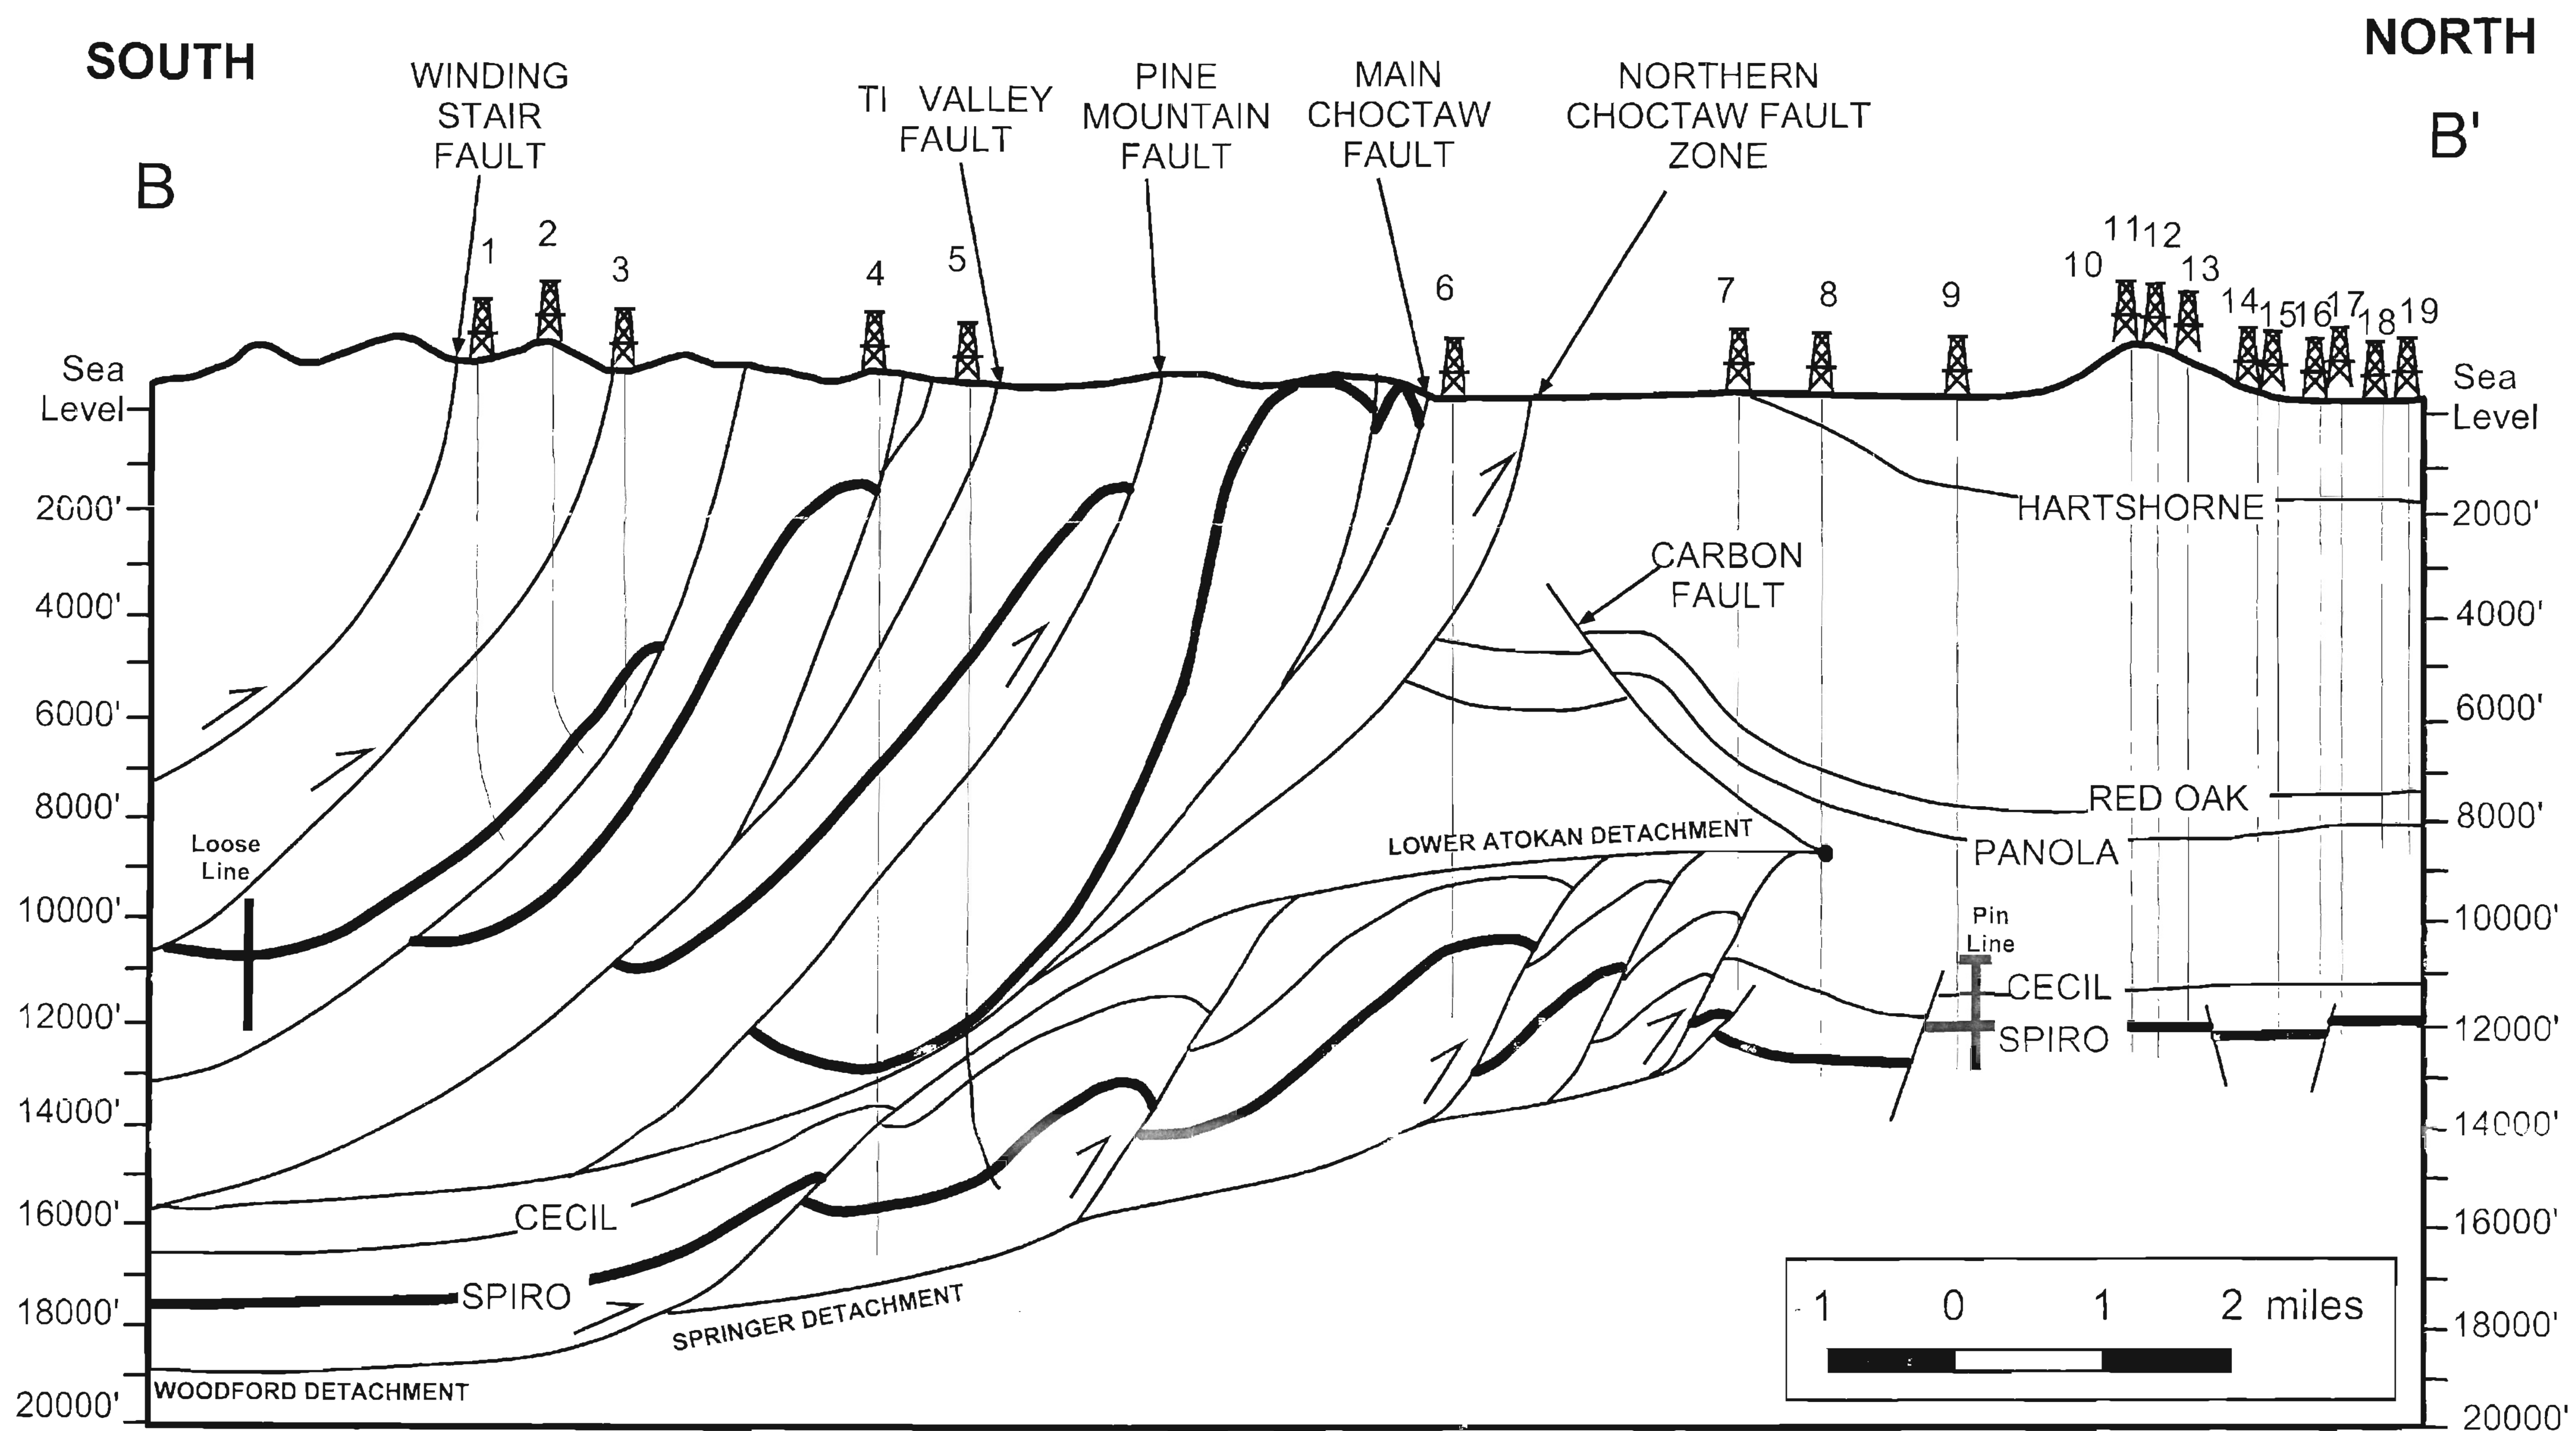 SOUTH
NORTH
WINDING
STAIR
FAULT
TI VALLEY
FAULT
PINE
MOUNTAIN
FAULT
MAIN
CHOCTAW
FAULT
NORTHERN
CHOCTAW FAULT
ZONE
B
B'
1
2
3
4
5
6
7
8
9
10
11
12
13
14
15
16
17
18
19
Sea
Level
2000'
4000'
6000'
8000'
10000'
12000'
14000'
16000'
18000'
20000'
Sea
Level
2000'
4000'
6000'
8000'
10000'
12000'
14000'
16000'
18000'
20000'
HARTSHORNE
CARBON
FAULT
RED OAK
PANOLA
LOWER ATOKAN DETACHMENT
Loose
Line
Pin
Line
CECIL
SPIRO
CECIL
SPIRO
SPRINGER DETACHMENT
WOODFORD DETACHMENT
1 0 1 2 miles